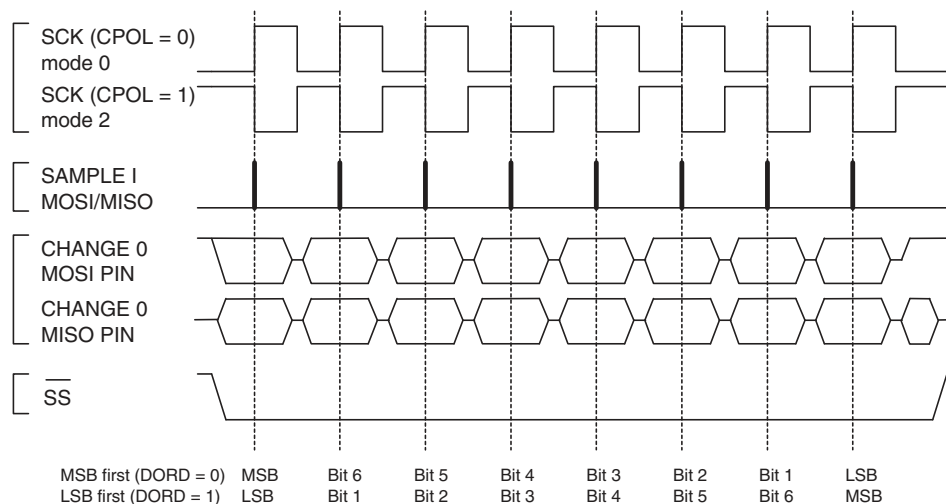 SCK (CPOL = 0)
mode 0
SCK (CPOL = 1)
mode 2
SAMPLE I
MOSI/MISO
CHANGE 0
MOSI PIN
CHANGE 0
MISO PIN
SS
MSB first (DORD = 0) MSB Bit 6 Bit 5 Bit 4 Bit 3 Bit 2 Bit 1 LSB
LSB first (DORD = 1) LSB Bit 1 Bit 2 Bit 3 Bit 4 Bit 5 Bit 6 MSB